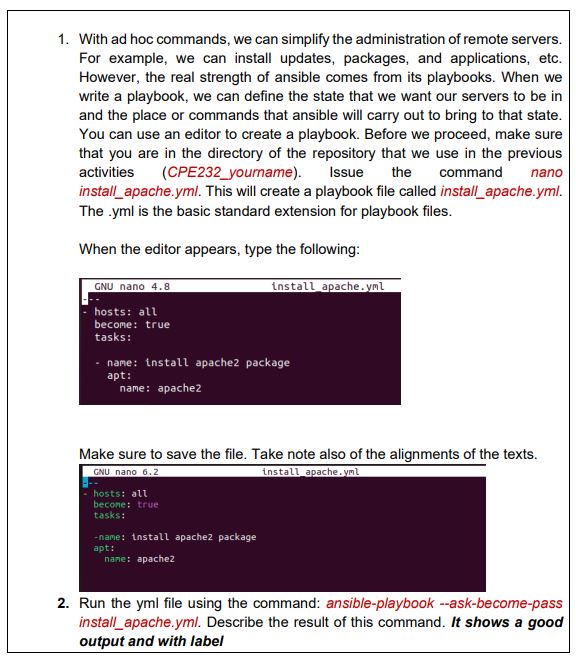 1. With ad hoc commands, we can simplify the administration of remote servers.
For example, we can install updates, packages, and applications, etc.
However, the real strength of ansible comes from its playbooks. When we
write a playbook, we can define the state that we want our servers to be in
and the place or commands that ansible will carry out to bring to that state.
You can use an editor to create a playbook. Before we proceed, make sure
that you are in the directory of the repository that we use in the previous
activities (CPE232_yourname). Issue the command nano
install_apache.yml. This will create a playbook file called install_apache.yml.
The .yml is the basic standard extension for playbook files.
When the editor appears, type the following:
GNU nano 4.8 install_apache.yml
---
- hosts: all
become: true
tasks:
- name: install apache2 package
apt:
name: apache2
Make sure to save the file. Take note also of the alignments of the texts.
GNU nano 6.2 install_apache.yml
---
- hosts: all
become: true
tasks:
-name: install apache2 package
apt:
name: apache2
2. Run the yml file using the command: ansible-playbook --ask-become-pass
install_apache.yml. Describe the result of this command. It shows a good
output and with label